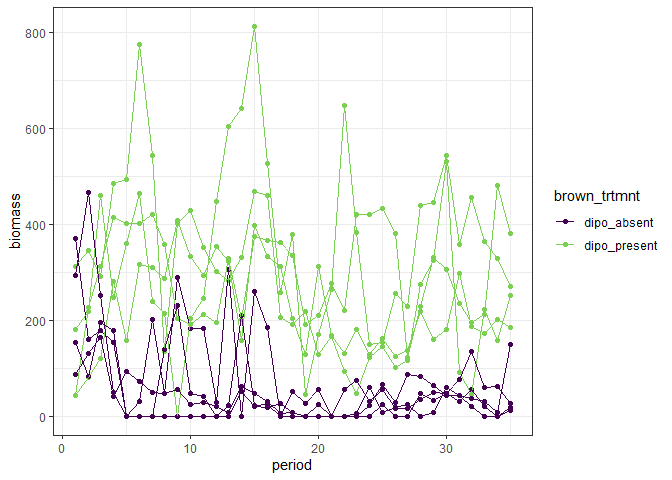 800
600
400
200
0
biomass
0
10
20
30
period
brown_trtmnt
dipo_absent
dipo_present